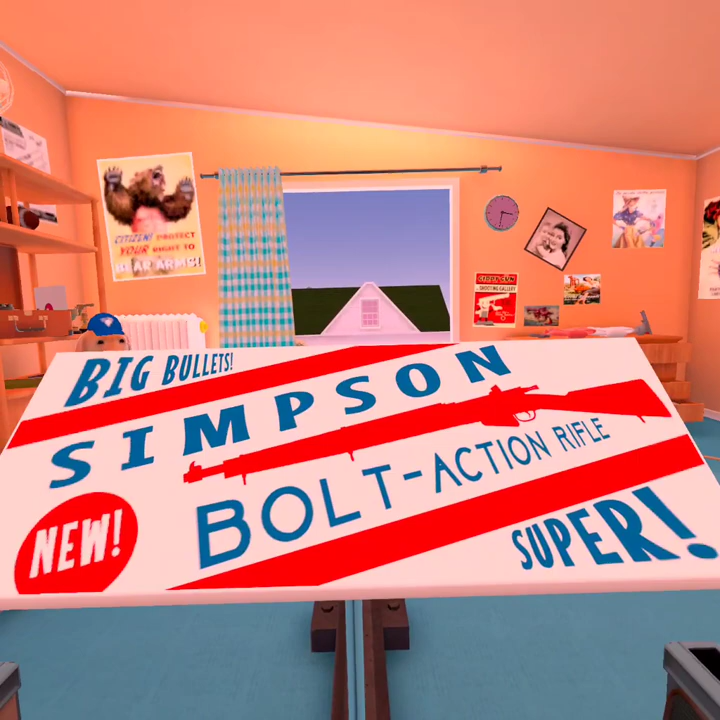 CITIZEN! PROTECT
YOUR RIGHT TO
BEAR ARMS!
SHOOTING GALLERY
BIG BULLETS!
SIMPSON
BOLT-ACTION RIFLE
NEW!
SUPER!